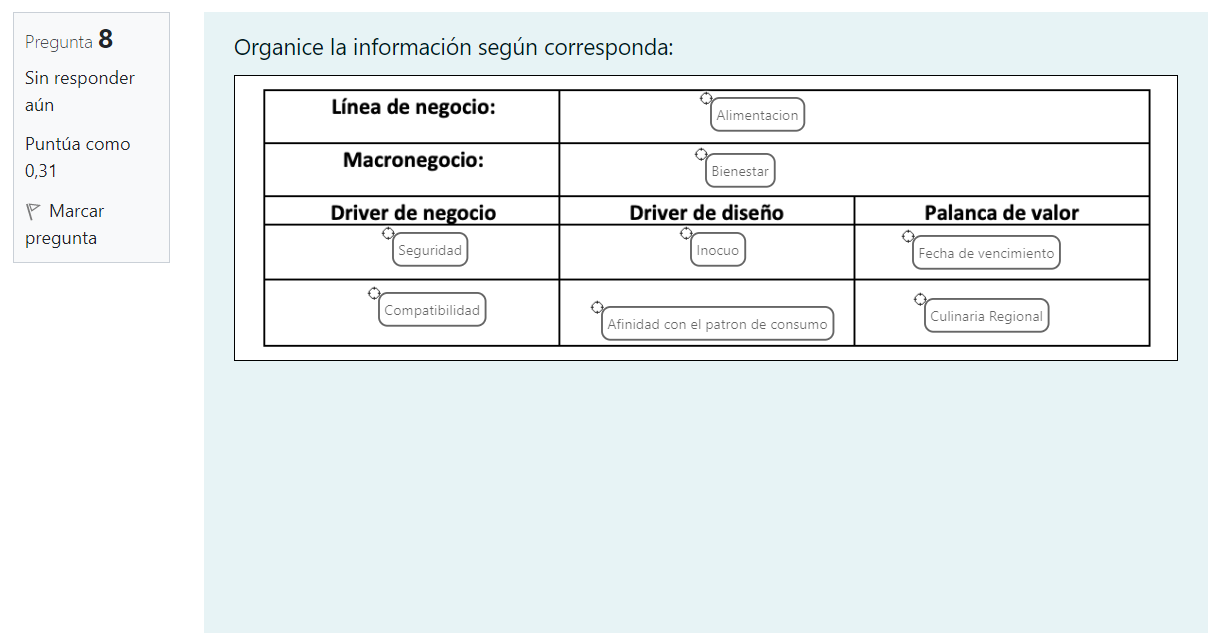 Pregunta 8
Sin responder
aún
Puntúa como
0,31
Marcar
pregunta
Organice la información según corresponda:
Línea de negocio:
Alimentacion
Macronegocio:
Bienestar
Driver de negocio
Driver de diseño
Palanca de valor
Seguridad
Inocuo
Fecha de vencimiento
Compatibilidad
Afinidad con el patron de consumo
Culinaria Regional